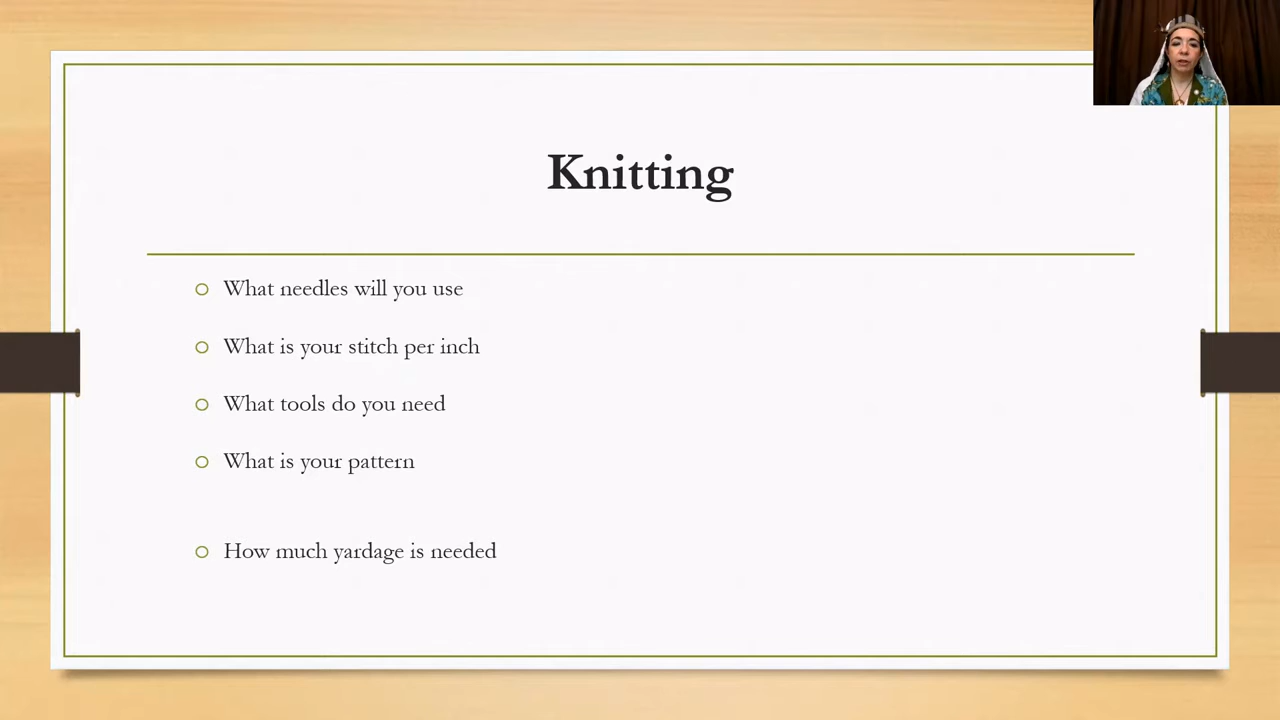 Knitting
What needles will you use
What is your stitch per inch
What tools do you need
What is your pattern
How much yardage is needed